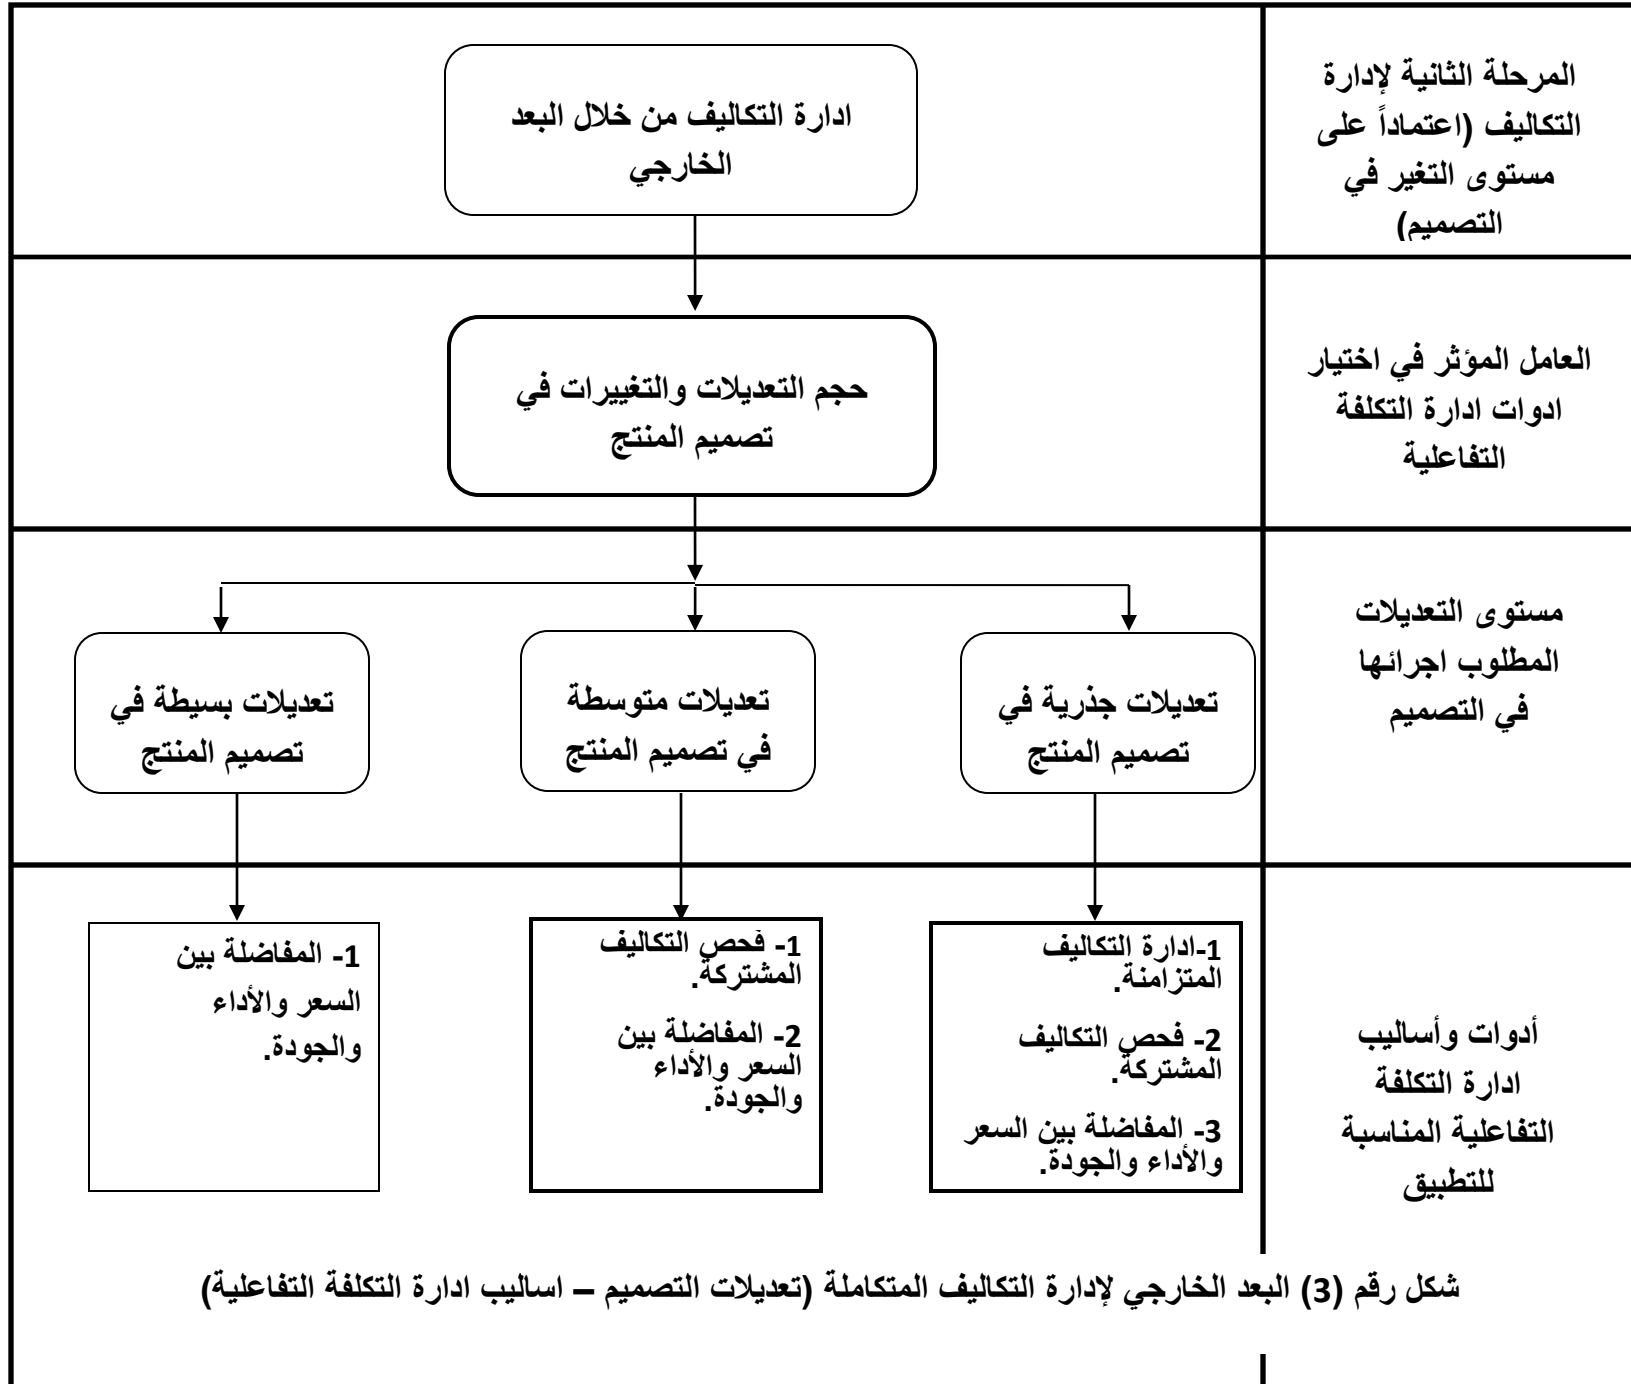 المرحلة الثانية لإدارة
التكاليف (اعتماداً على
مستوى التغير في
التصميم)
ادارة التكاليف من خلال البعد
الخارجي
العامل المؤثر في اختيار
ادوات ادارة التكلفة
التفاعلية
حجم التعديلات والتغييرات في
تصميم المنتج
مستوى التعديلات
المطلوب اجرائها
في التصميم
تعديلات جذرية في
تصميم المنتج
تعديلات متوسطة
في تصميم المنتج
تعديلات بسيطة في
تصميم المنتج
أدوات وأساليب
ادارة التكلفة
التفاعلية المناسبة
للتطبيق
1-ادارة التكاليف
المتزامنة.
2- فحص التكاليف
المشتركة.
3- المفاضلة بين السعر
والأداء والجودة.
1- فحص التكاليف
المشتركة.
2- المفاضلة بين
السعر والأداء
والجودة.
1- المفاضلة بين
السعر والأداء
والجودة.
شكل رقم (3) البعد الخارجي لإدارة التكاليف المتكاملة (تعديلات التصميم – اساليب ادارة التكلفة التفاعلية)